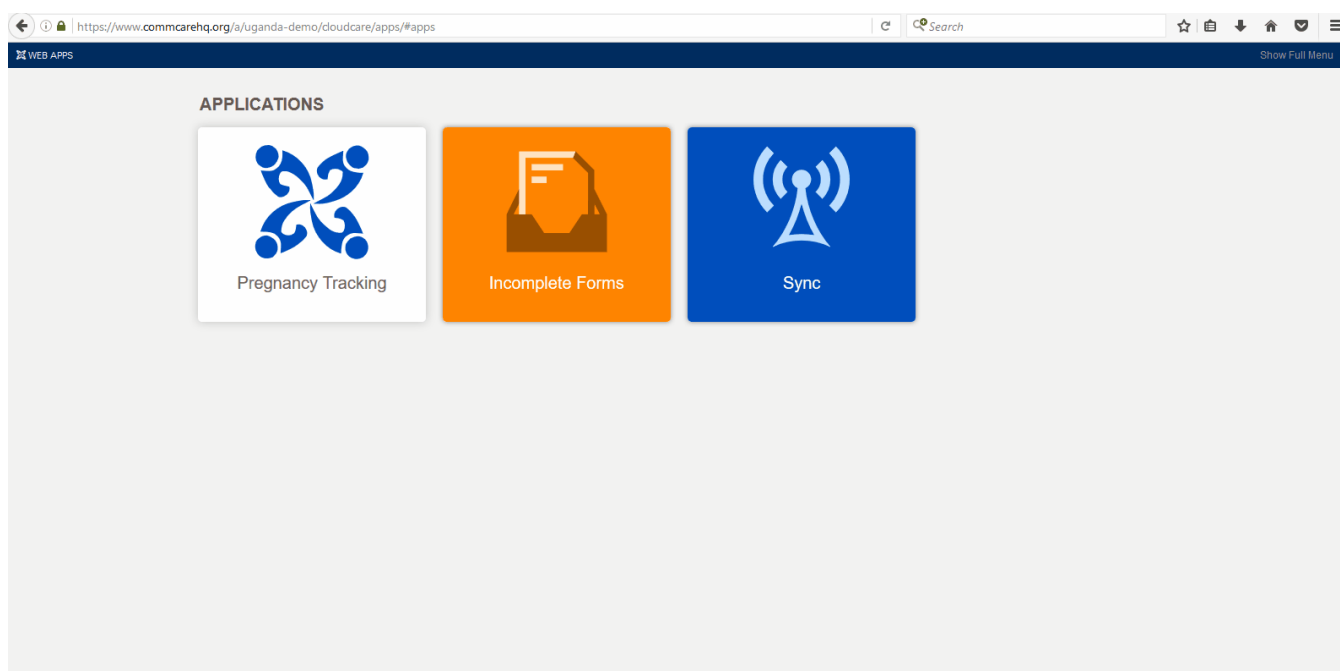 https://www.commcarehq.org/a/uganda-demo/cloudcare/apps/#apps
Search
WEB APPS
Show Full Menu
APPLICATIONS
Pregnancy Tracking
Incomplete Forms
Sync